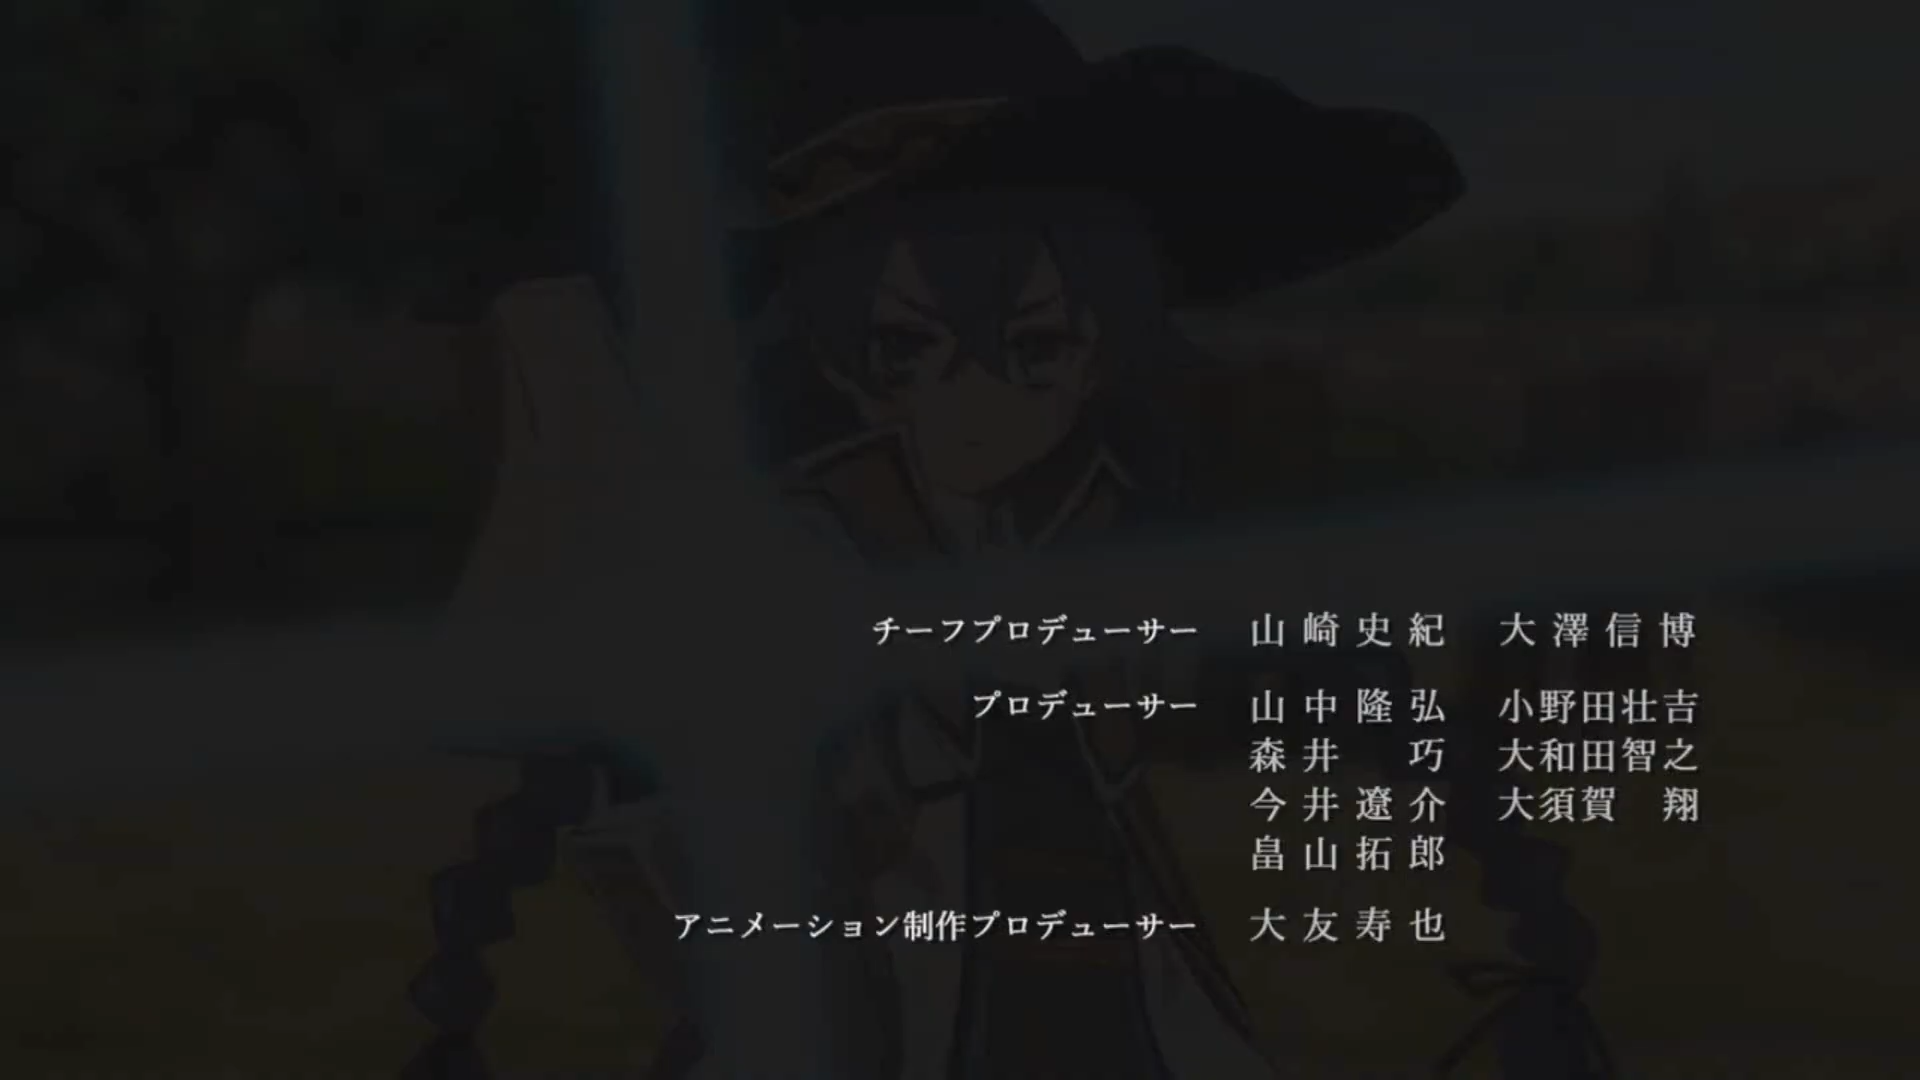 チーフプロデューサー 山崎史紀 大澤信博
プロデューサー 山中隆弘 小野田壮吉
森井 巧 大和田智之
今井遼介 大須賀 翔
畠山拓郎
アニメーション制作プロデューサー 大友寿也